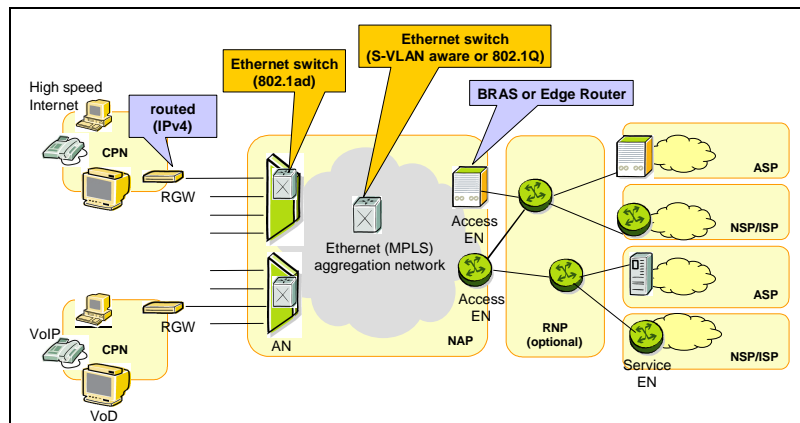 Ethernet switch
(S-VLAN aware or 802.1Q)
Ethernet switch
(802.1ad)
BRAS or Edge Router
High speed
Internet
routed
(IPv4)
CPN
RGW
ASP
Access
EN
NSP/ISP
Ethernet (MPLS)
aggregation network
Access
EN
ASP
VoIP
CPN
RGW
AN
NAP
RNP
(optional)
Service
EN
NSP/ISP
VoD